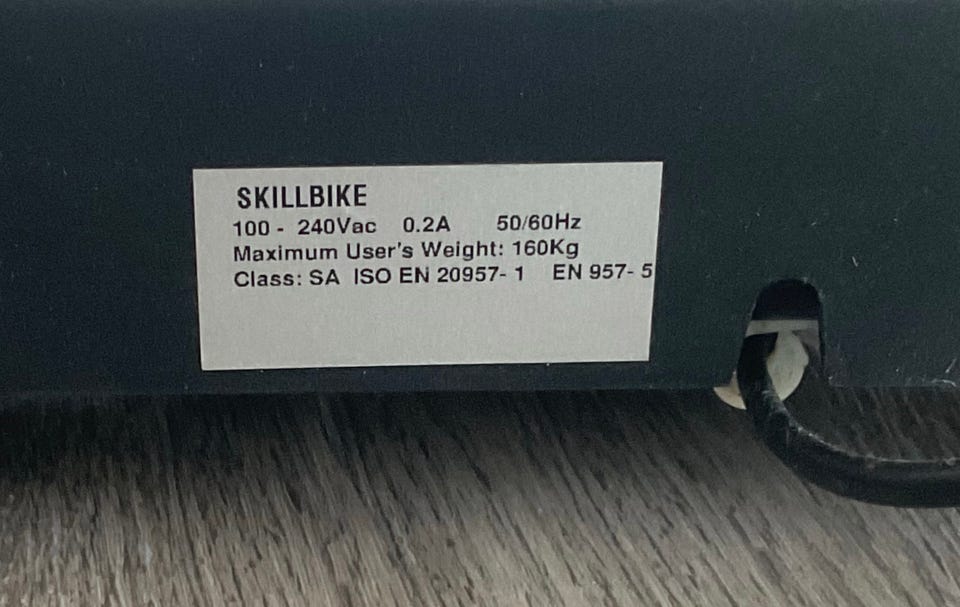 SKILLBIKE
100 - 240Vac 0.2A 50/60Hz
Maximum User's Weight: 160Kg
Class: SA ISO EN 20957- 1 EN 957- 5